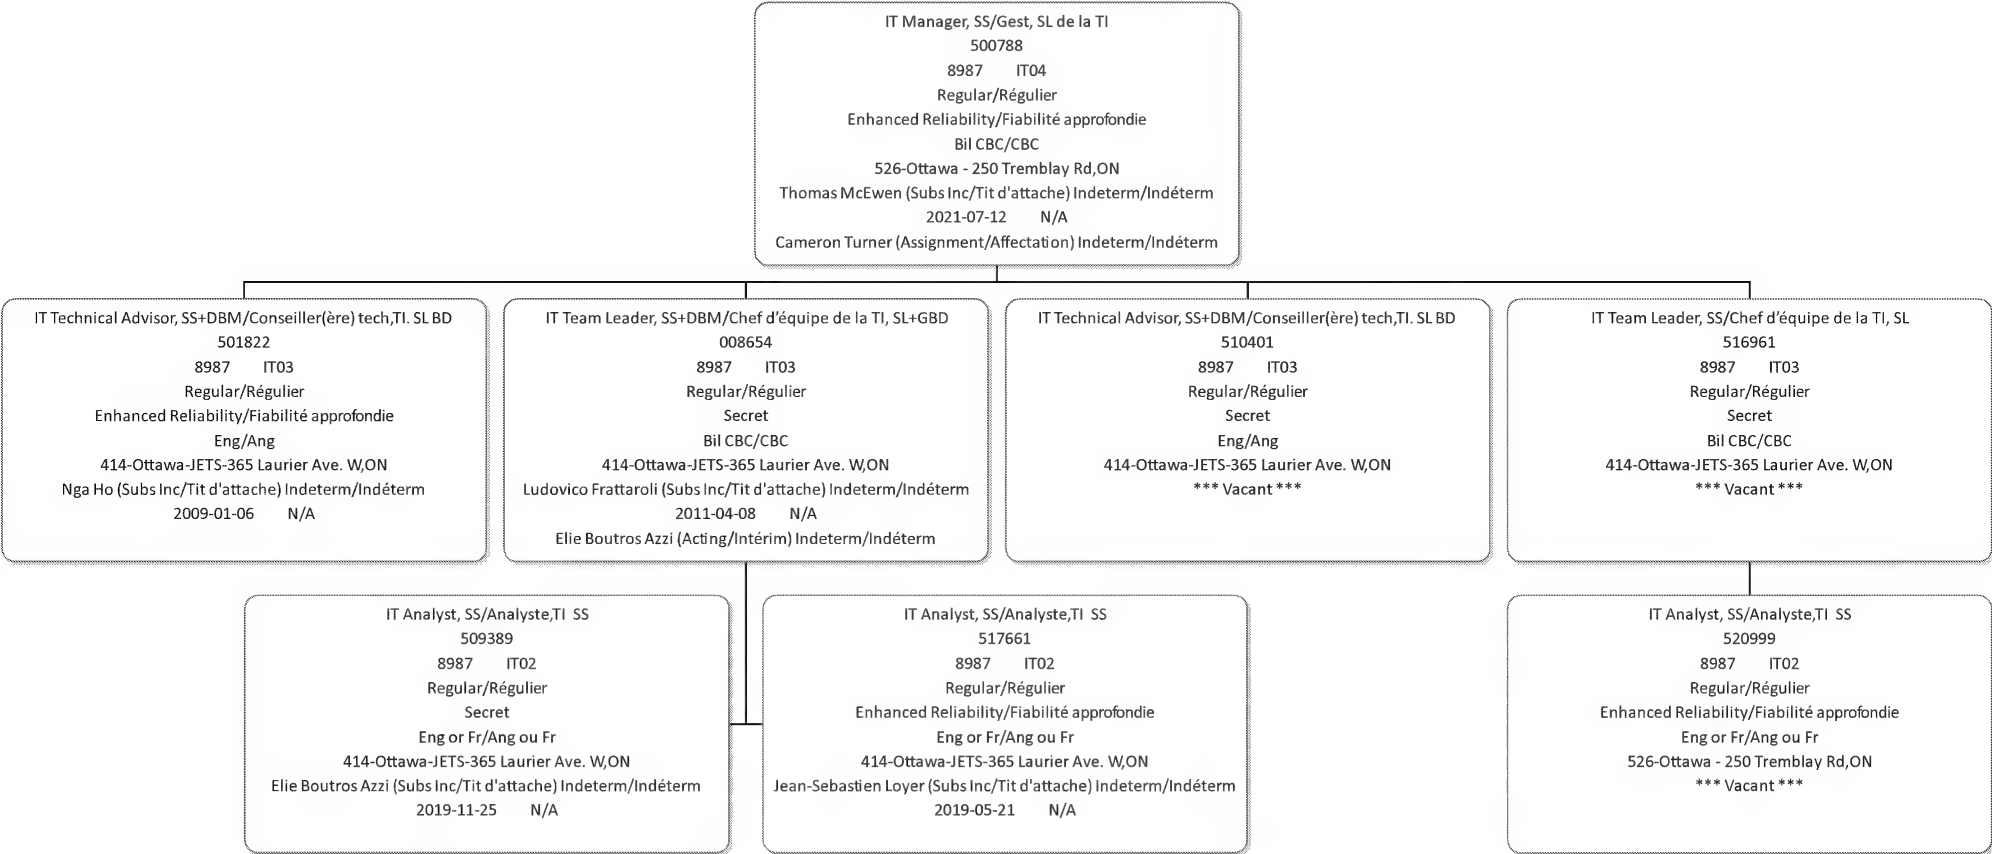 IT Manager, SS/Gest, SL de la TI
500788
8987 IT04
Regular/Régulier
Enhanced Reliability/Fiabilité approfondie
Bil CBC/CBC
526-Ottawa - 250 Tremblay Rd,ON
Thomas McEwen (Subs Inc/Tit d'attache) Indeterm/Indéterm
2021-07-12 N/A
Cameron Turner (Assignment/Affectation) Indeterm/Indéterm
IT Technical Advisor, SS+DBM/Conseiller(ère) tech,TI. SL BD
501822
8987 IT03
Regular/Régulier
Enhanced Reliability/Fiabilité approfondie
Eng/Ang
414-Ottawa-JETS-365 Laurier Ave. W,ON
Nga Ho (Subs Inc/Tit d'attache) Indeterm/Indéterm
2009-01-06 N/A
IT Team Leader, SS+DBM/Chef d’équipe de la TI, SL+GBD
008654
8987 IT03
Regular/Régulier
Secret
Bil CBC/CBC
414-Ottawa-JETS-365 Laurier Ave. W,ON
Ludovico Frattaroli (Subs Inc/Tit d'attache) Indeterm/Indéterm
2011-04-08 N/A
Elie Boutros Azzi (Acting/Intérim) Indeterm/Indéterm
IT Technical Advisor, SS+DBM/Conseiller(ère) tech,TI. SL BD
510401
8987 IT03
Regular/Régulier
Secret
Eng/Ang
414-Ottawa-JETS-365 Laurier Ave. W,ON
*** Vacant ***
IT Team Leader, SS/Chef d’équipe de la TI, SL
516961
8987 IT03
Regular/Régulier
Secret
Bil CBC/CBC
414-Ottawa-JETS-365 Laurier Ave. W,ON
*** Vacant ***
IT Analyst, SS/Analyste,TI SS
509389
8987 IT02
Regular/Régulier
Secret
Eng or Fr/Ang ou Fr
414-Ottawa-JETS-365 Laurier Ave. W,ON
Elie Boutros Azzi (Subs Inc/Tit d'attache) Indeterm/Indéterm
2019-11-25 N/A
IT Analyst, SS/Analyste,TI SS
517661
8987 IT02
Regular/Régulier
Enhanced Reliability/Fiabilité approfondie
Eng or Fr/Ang ou Fr
414-Ottawa-JETS-365 Laurier Ave. W,ON
Jean-Sebastien Loyer (Subs Inc/Tit d'attache) Indeterm/Indéterm
2019-05-21 N/A
IT Analyst, SS/Analyste,TI SS
520999
8987 IT02
Regular/Régulier
Enhanced Reliability/Fiabilité approfondie
Eng or Fr/Ang ou Fr
526-Ottawa - 250 Tremblay Rd,ON
*** Vacant ***